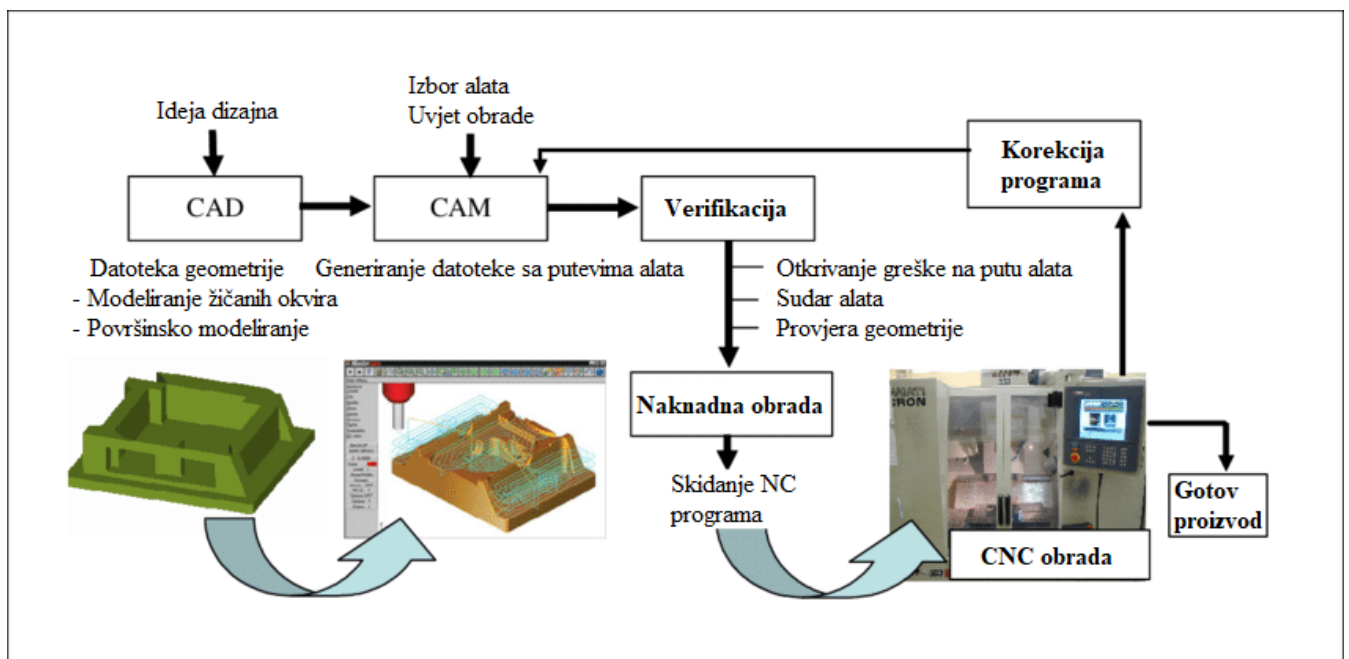 Ideja dizajna
Izbor alata
Uvjet obrade
CAD
CAM
Verifikacija
Korekcija
programa
Datoteka geometrije
- Modeliranje žičanih okvira
- Površinsko modeliranje
Generiranje datoteke sa putevima alata
Otkrivanje greške na putu alata
Sudar alata
Provjera geometrije
Naknadna obrada
Skidanje NC
programa
CNC obrada
Gotov
proizvod